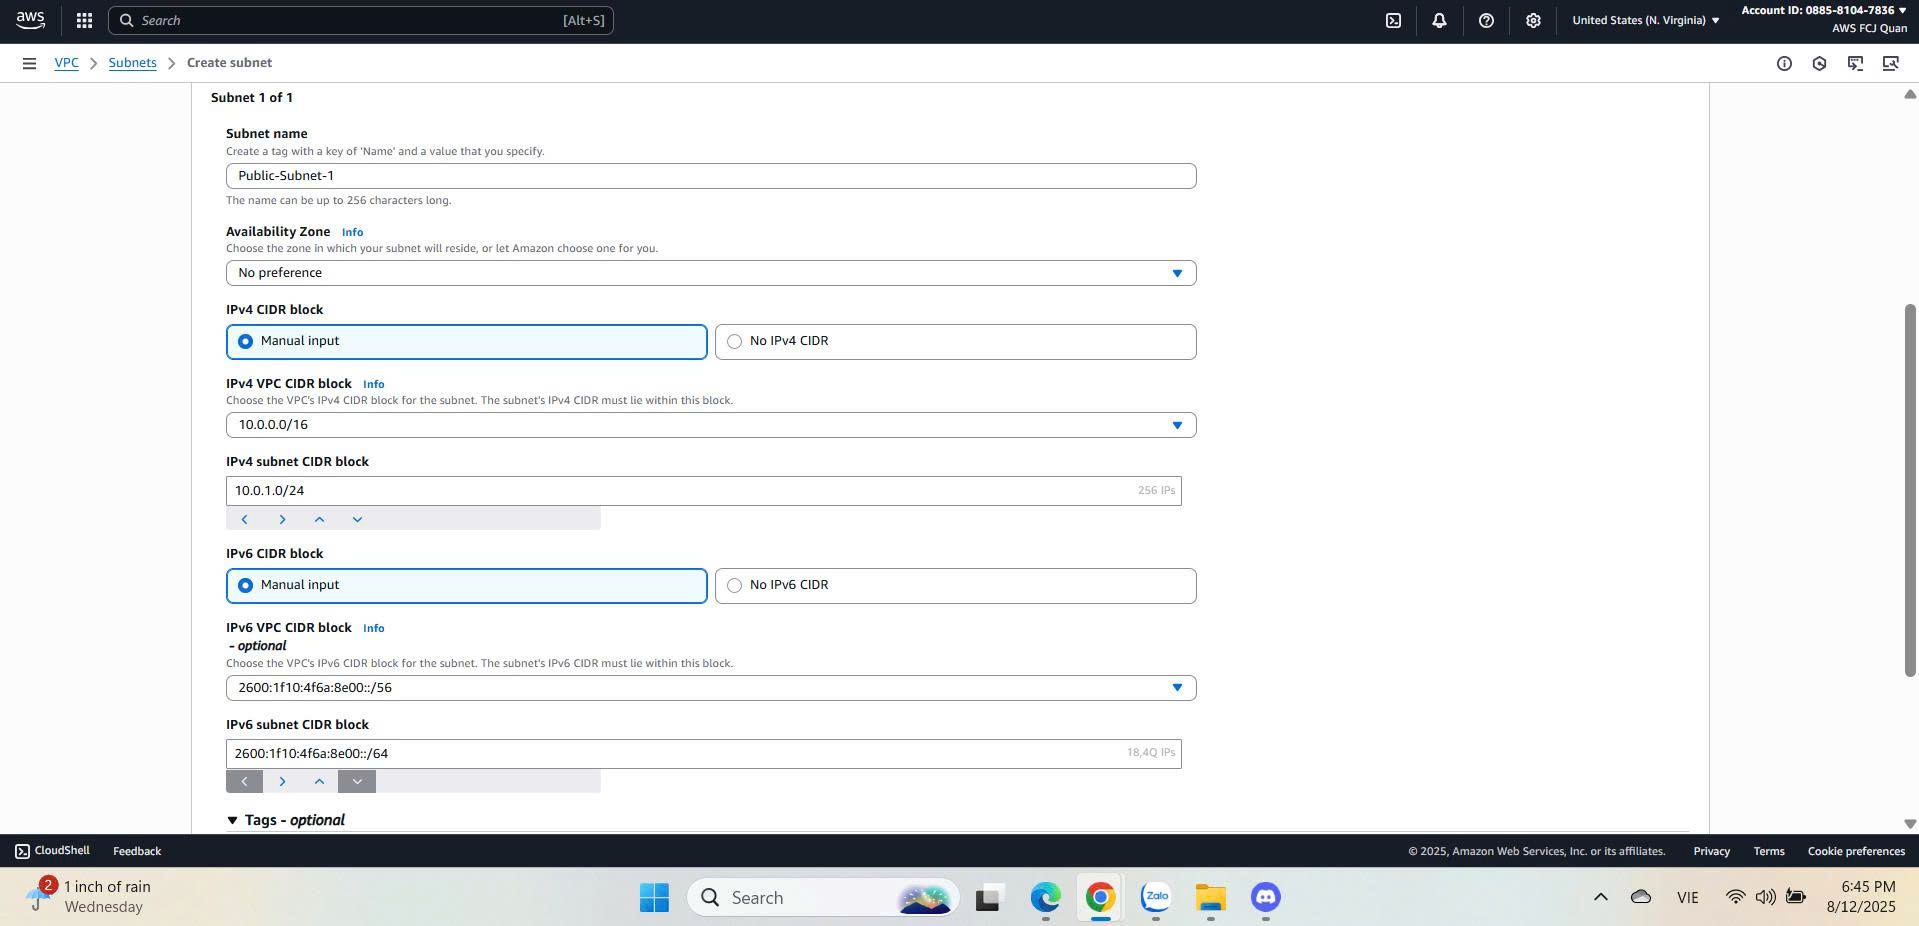 aws
Search [Alt+S]
United States (N. Virginia)
Account ID: 0885-8104-7836
AWS FCJ Quan
VPC > Subnets > Create subnet
Subnet 1 of 1
Subnet name
Create a tag with a key of 'Name' and a value that you specify.
Public-Subnet-1
The name can be up to 256 characters long.
Availability Zone Info
Choose the zone in which your subnet will reside, or let Amazon choose one for you.
No preference
IPv4 CIDR block
Manual input
No IPv4 CIDR
IPv4 VPC CIDR block Info
Choose the VPC's IPv4 CIDR block for the subnet. The subnet's IPv4 CIDR must lie within this block.
10.0.0.0/16
IPv4 subnet CIDR block
10.0.1.0/24 256 IPs
IPv6 CIDR block
Manual input
No IPv6 CIDR
IPv6 VPC CIDR block Info
- optional
Choose the VPC's IPv6 CIDR block for the subnet. The subnet's IPv6 CIDR must lie within this block.
2600:1f10:4f6a:8e00::/56
IPv6 subnet CIDR block
2600:1f10:4f6a:8e00::/64 18,4Q IPs
Tags - optional
CloudShell Feedback
© 2025, Amazon Web Services, Inc. or its affiliates. Privacy Terms Cookie preferences
2
1 inch of rain
Wednesday
Search
Zalo
VIE
6:45 PM
8/12/2025